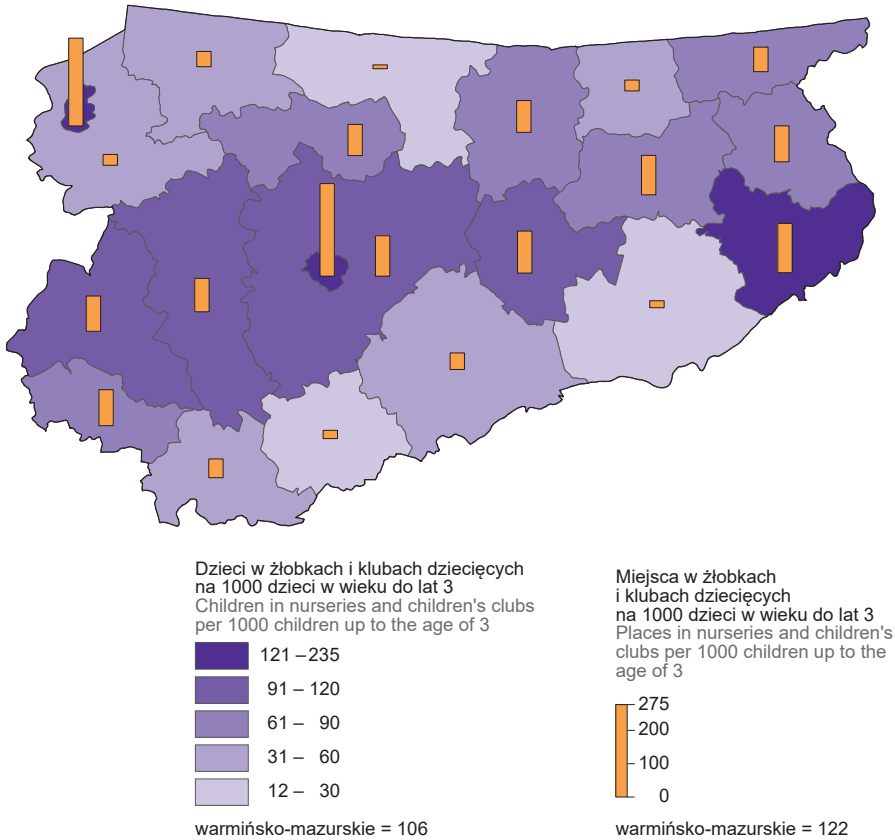 Dzieci w żłobkach i klubach dziecięcych
na 1000 dzieci w wieku do lat 3
Children in nurseries and children's clubs
per 1000 children up to the age of 3
121 – 235
91 – 120
61 – 90
31 – 60
12 – 30
warmińsko-mazurskie = 106
Miejsca w żłobkach
i klubach dziecięcych
na 1000 dzieci w wieku do lat 3
Places in nurseries and children's
clubs per 1000 children up to the
age of 3
275
200
100
0
warmińsko-mazurskie = 122